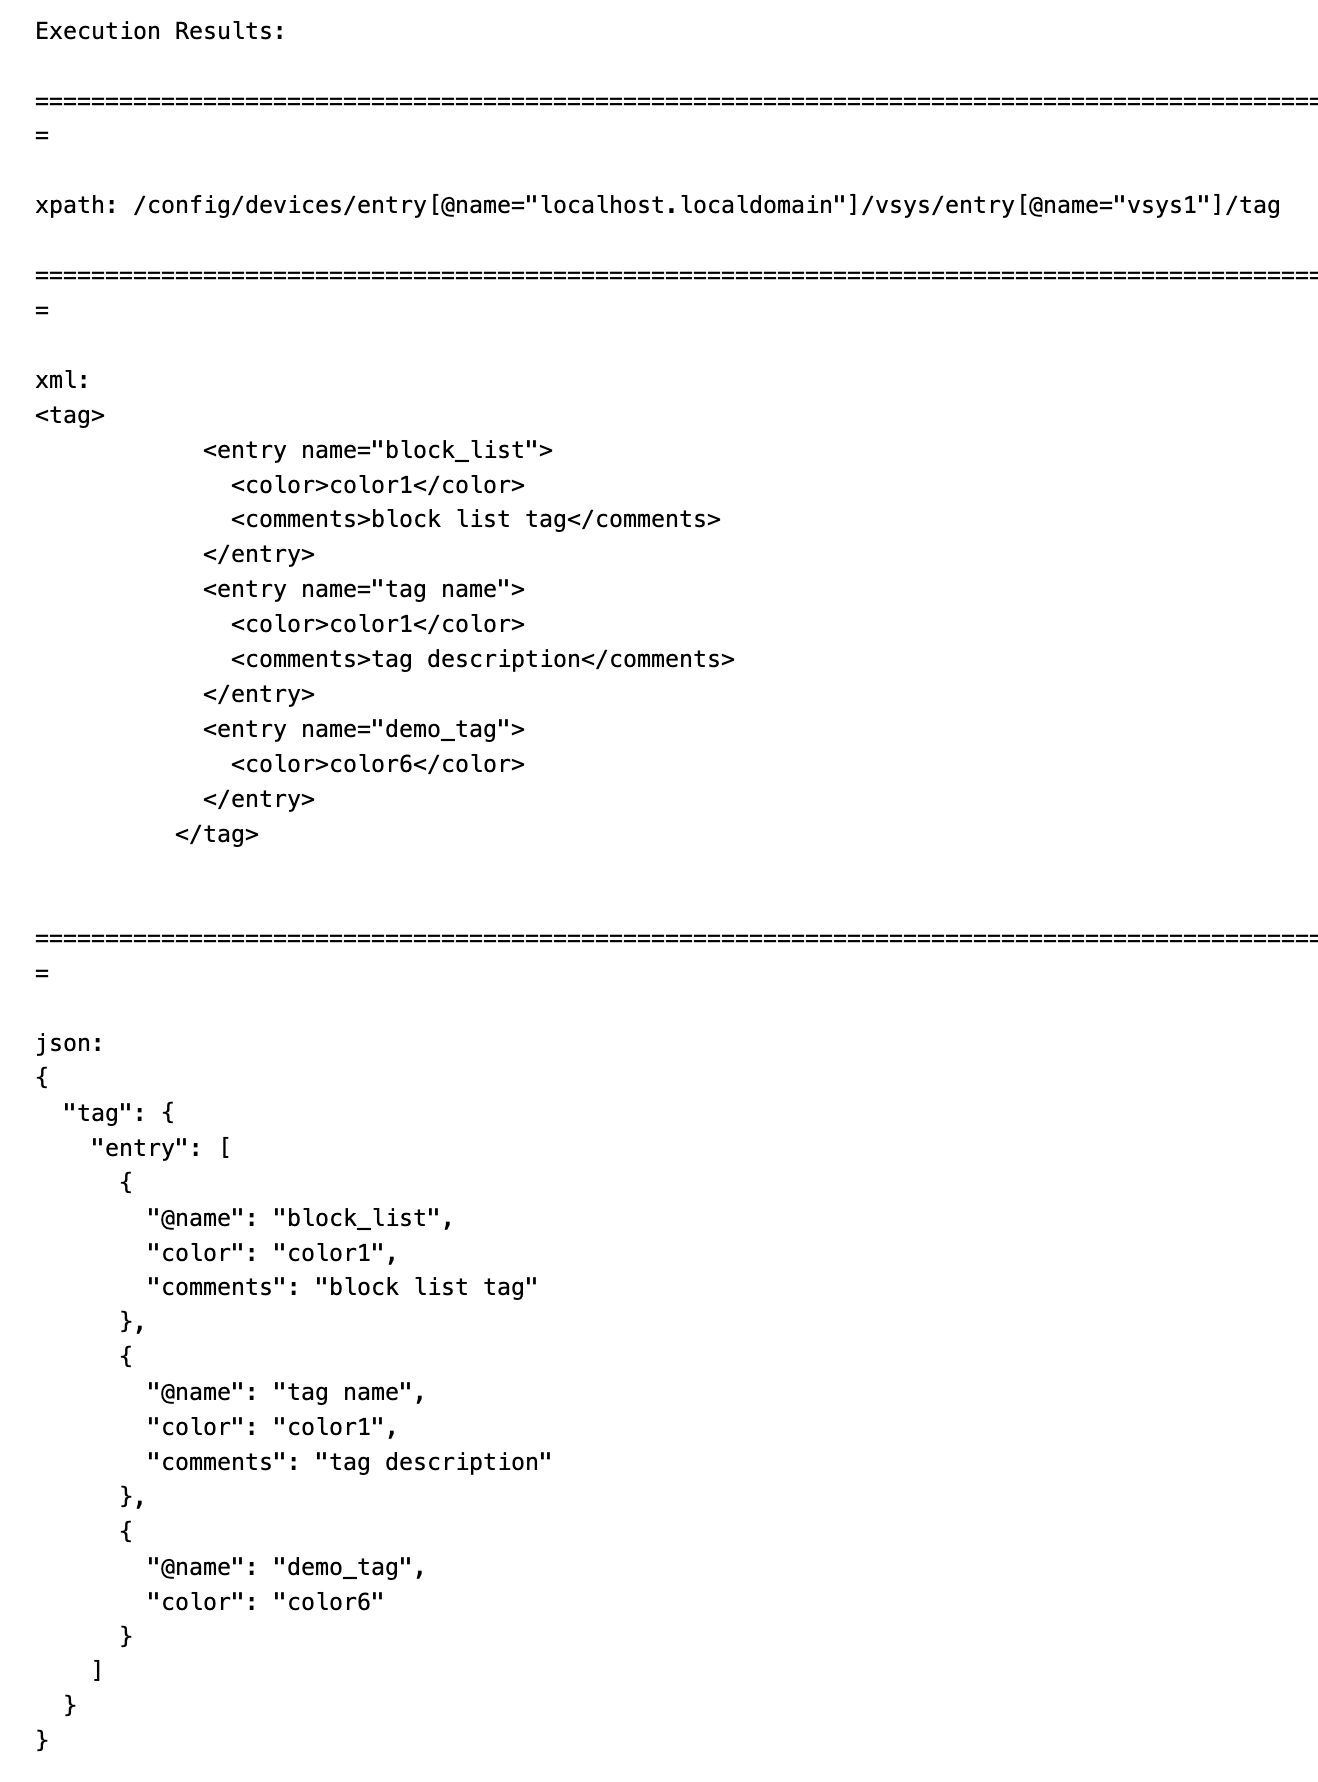 Execution Results:
============================================================================================
=
xpath: /config/devices/entry[@name="localhost.localdomain"]/vsys/entry[@name="vsys1"]/tag
============================================================================================
=
xml:
<tag>
            <entry name="block_list">
              <color>color1</color>
              <comments>block list tag</comments>
            </entry>
            <entry name="tag name">
              <color>color1</color>
              <comments>tag description</comments>
            </entry>
            <entry name="demo_tag">
              <color>color6</color>
            </entry>
          </tag>
============================================================================================
=
json:
{
  "tag": {
    "entry": [
      {
        "@name": "block_list",
        "color": "color1",
        "comments": "block list tag"
      },
      {
        "@name": "tag name",
        "color": "color1",
        "comments": "tag description"
      },
      {
        "@name": "demo_tag",
        "color": "color6"
      }
    ]
  }
}